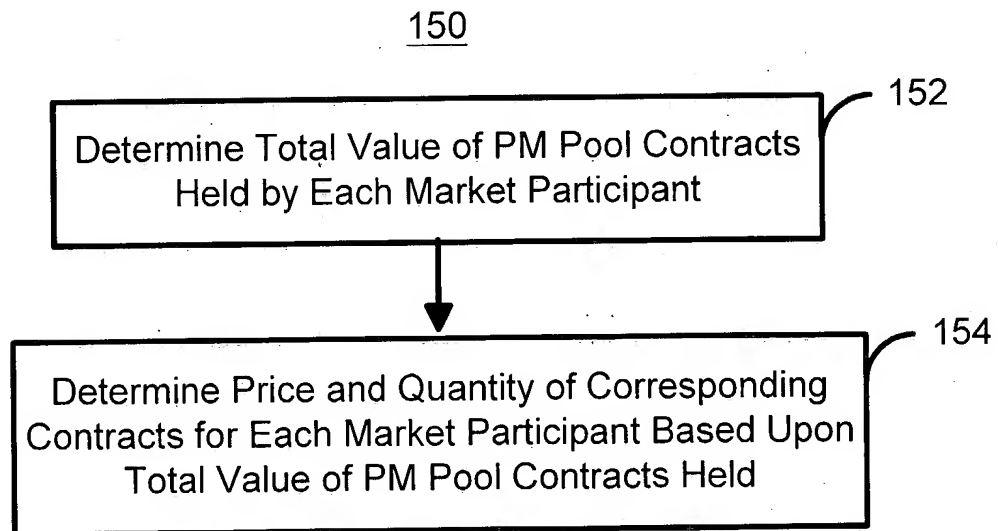 150
152
Determine Total Value of PM Pool Contracts
Held by Each Market Participant
154
Determine Price and Quantity of Corresponding
Contracts for Each Market Participant Based Upon
Total Value of PM Pool Contracts Held